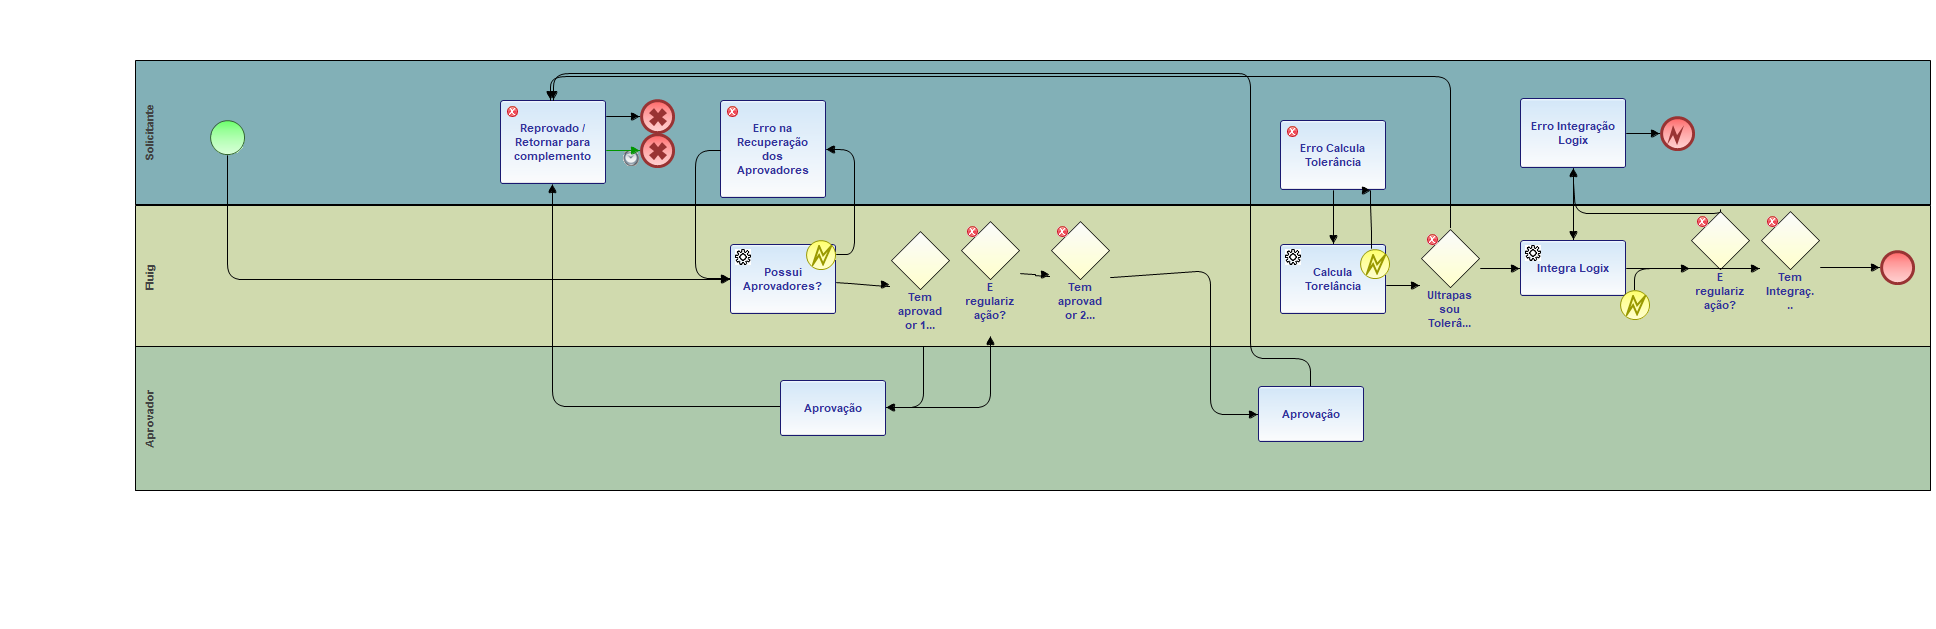 Solicitante
Reprovado /
Retornar para
complemento
Erro na
Recuperação
dos
Aprovadores
Erro Calcula
Tolerância
Erro Integração
Logix
Fluig
Possui
Aprovadores?
Tem
aprovad
or 1...
E
regulariz
ação?
Tem
aprovad
or 2...
Calcula
Torelância
Ultrapas
sou
Tolerâ...
Integra Logix
E
regulariz
ação?
Tem
Integraç.
..
Aprovador
Aprovação
Aprovação